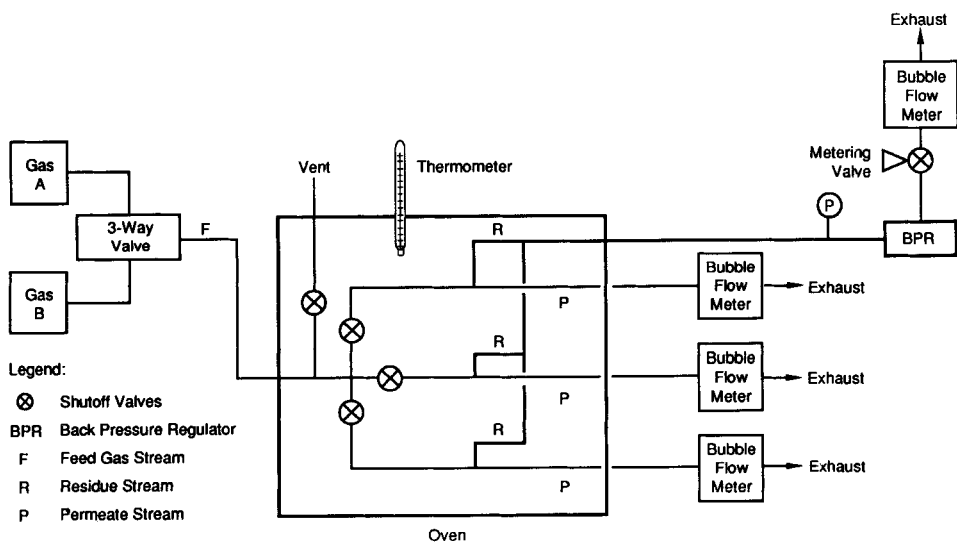 Exhaust
Bubble
Flow
Meter
Metering
Valve
Gas
A
Vent
Thermometer
3-Way
Valve
F
R
P
BPR
Gas
B
Bubble
Flow
Meter
Exhaust
P
R
Bubble
Flow
Meter
Exhaust
P
R
Bubble
Flow
Meter
Exhaust
P
Oven
Legend:
Shutoff Valves
BPR Back Pressure Regulator
F Feed Gas Stream
R Residue Stream
P Permeate Stream